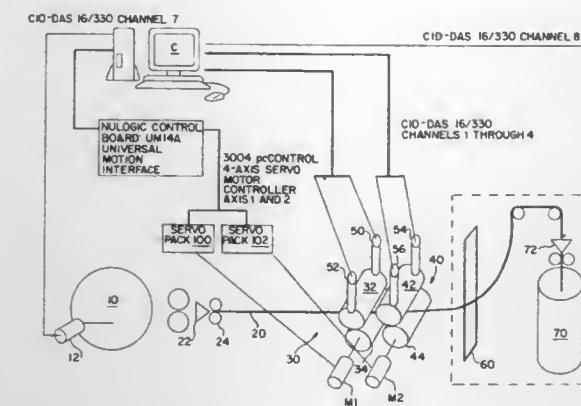 CIO-DAS 16/330 CHANNEL 7
CIO-DAS 16/330 CHANNEL 8
C
NULOGIC CONTROL
BOARD: UM14A
UNIVERSAL
MOTION
INTERFACE
CIO-DAS 16/330
CHANNELS 1 THROUGH 4
3004 pcCONTROL
4-AXIS SERVO
MOTOR
CONTROLLER
AXIS 1 AND 2
SERVO
PACK 100
SERVO
PACK 102
50
54
52
56
40
72
10
32
42
22
24
20
30
34
44
70
12
60
M1
M2